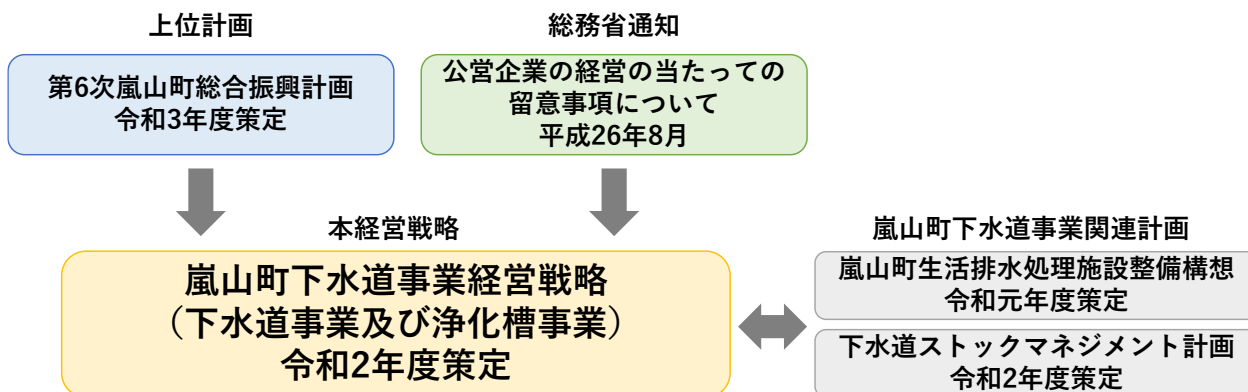 上位計画
第6次嵐山町総合振興計画
令和3年度策定
総務省通知
公営企業の経営の当たっての
留意事項について
平成26年8月
本経営戦略
嵐山町下水道事業経営戦略
（下水道事業及び浄化槽事業）
令和2年度策定
嵐山町下水道事業関連計画
嵐山町生活排水処理施設整備構想
令和元年度策定
下水道ストックマネジメント計画
令和2年度策定